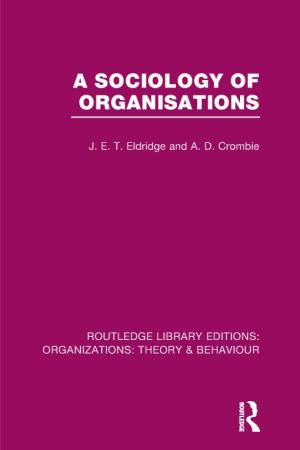 A SOCIOLOGY OF
ORGANISATIONS
J. E. T. Eldridge and A. D. Crombie
ROUTLEDGE LIBRARY EDITIONS:
ORGANIZATIONS: THEORY & BEHAVIOUR
ROUTLEDGE